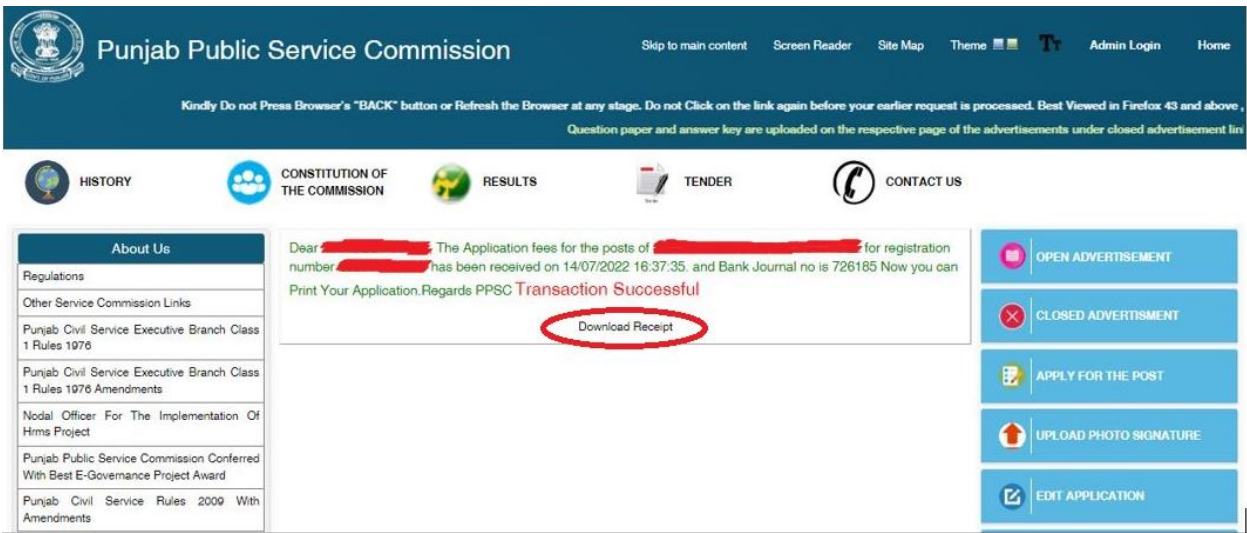 Punjab Public Service Commission
Skip to main content Screen Reader Site Map Theme Tт Admin Login Home
Kindly Do not Press Browser's "BACK" button or Refresh the Browser at any stage. Do not Click on the link again before your earlier request is processed. Best Viewed in Firefox 43 and above ,
Question paper and answer key are uploaded on the respective page of the advertisements under closed advertisement lin
HISTORY
CONSTITUTION OF
THE COMMISSION
RESULTS
TENDER
CONTACT US
About Us
Regulations
Other Service Commission Links
Punjab Civil Service Executive Branch Class
1 Rules 1976
Punjab Civil Service Executive Branch Class
1 Rules 1976 Amendments
Nodal Officer For The Implementation Of
Hrms Project
Punjab Public Service Commission Conferred
With Best E-Governance Project Award
Punjab Civil Service Rules 2009 With
Amendments
Dear , The Application fees for the posts of for registration
number has been received on 14/07/2022 16:37:35. and Bank Journal no is 726185 Now you can
Print Your Application.Regards PPSC Transaction Successful
Download Receipt
OPEN ADVERTISEMENT
CLOSED ADVERTISMENT
APPLY FOR THE POST
UPLOAD PHOTO SIGNATURE
EDIT APPLICATION